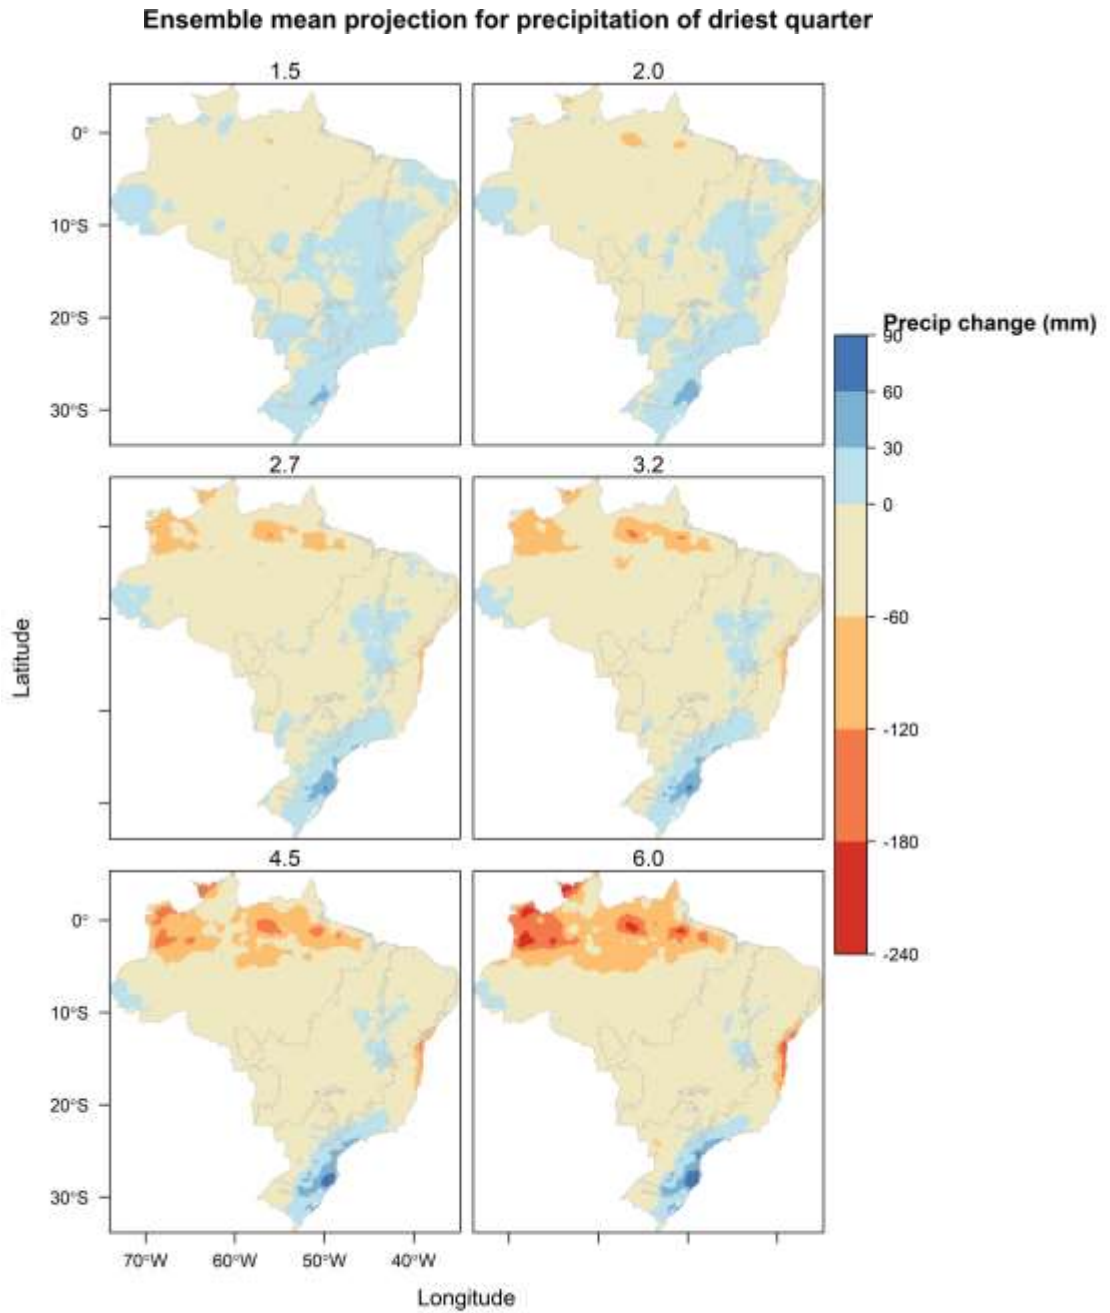 Ensemble mean projection for precipitation of driest quarter
1.5
2.0
0°
10°S
20°S
30°S
Precip change (mm)
90
60
30
0
-60
-120
-180
-240
2.7
3.2
Latitude
4.5
6.0
0°
10°S
20°S
30°S
70°W
60°W
50°W
40°W
Longitude